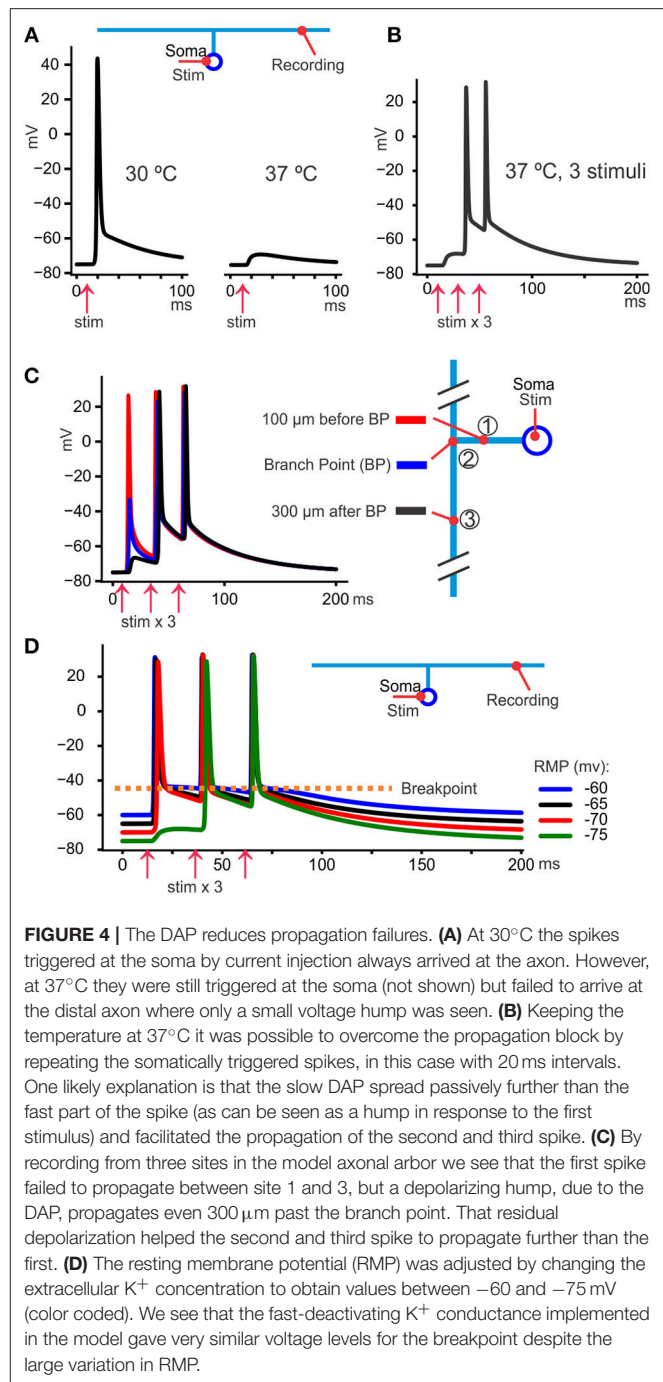 A
B
Soma
Stim
Recording
40
20
0
−20
−40
−60
−80
mV
30 ºC
37 ºC
0
100
ms
0
100
ms
stim
stim
40
20
0
−20
−40
−60
−80
mV
37 ºC, 3 stimuli
0
100
200
ms
stim x 3
C
20
0
−20
−40
−60
−80
mV
100 µm before BP
Branch Point (BP)
300 µm after BP
Soma
Stim
①
②
③
0
100
200 ms
stim x 3
D
20
0
−20
−40
−60
−80
mV
Soma
Stim
Recording
Breakpoint
RMP (mv):
-60
-65
-70
-75
0
50
100
150
200 ms
stim x 3
FIGURE 4 | The DAP reduces propagation failures. (A) At 30°C the spikes
triggered at the soma by current injection always arrived at the axon. However,
at 37°C they were still triggered at the soma (not shown) but failed to arrive at
the distal axon where only a small voltage hump was seen. (B) Keeping the
temperature at 37°C it was possible to overcome the propagation block by
repeating the somatically triggered spikes, in this case with 20 ms intervals.
One likely explanation is that the slow DAP spread passively further than the
fast part of the spike (as can be seen as a hump in response to the first
stimulus) and facilitated the propagation of the second and third spike. (C) By
recording from three sites in the model axonal arbor we see that the first spike
failed to propagate between site 1 and 3, but a depolarizing hump, due to the
DAP, propagates even 300 µm past the branch point. That residual
depolarization helped the second and third spike to propagate further than the
first. (D) The resting membrane potential (RMP) was adjusted by changing the
extracellular K⁺ concentration to obtain values between −60 and −75 mV
(color coded). We see that the fast-deactivating K⁺ conductance implemented
in the model gave very similar voltage levels for the breakpoint despite the
large variation in RMP.